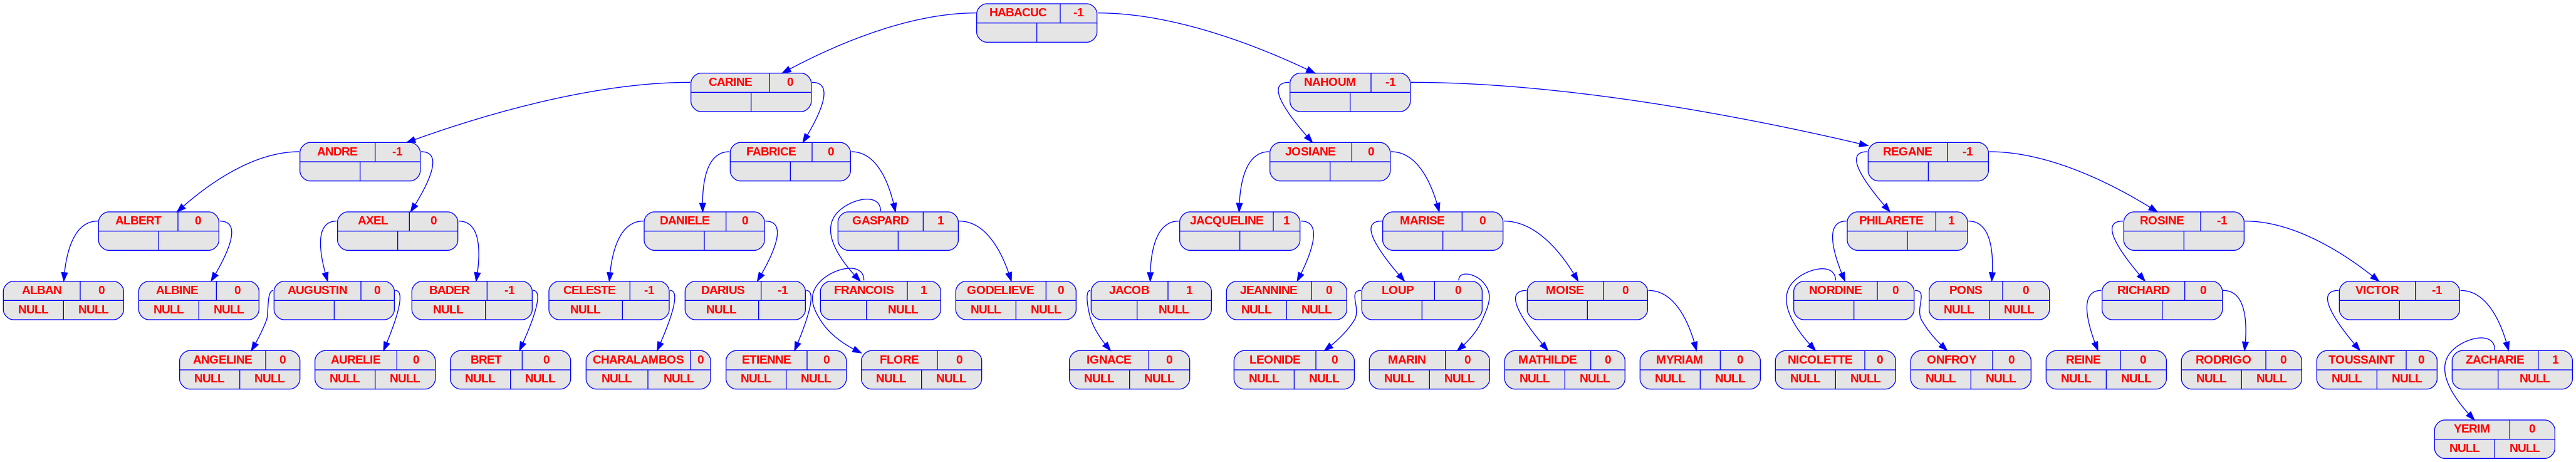 HABACUC -1
CARINE 0
NAHOUM -1
ANDRE -1
FABRICE 0
JOSIANE 0
REGANE -1
ALBERT 0
AXEL 0
DANIELE 0
GASPARD 1
JACQUELINE 1
MARISE 0
PHILARETE 1
ROSINE -1
ALBAN 0
NULL NULL
ALBINE 0
NULL NULL
AUGUSTIN 0
BADER -1
NULL
CELESTE -1
NULL
DARIUS -1
NULL
FRANCOIS 1
NULL
GODELIEVE 0
NULL NULL
JACOB 1
NULL
JEANNINE 0
NULL NULL
LOUP 0
MOISE 0
NORDINE 0
PONS 0
NULL NULL
RICHARD 0
VICTOR -1
ANGELINE 0
NULL NULL
AURELIE 0
NULL NULL
BRET 0
NULL NULL
CHARALAMBOS 0
NULL NULL
ETIENNE 0
NULL NULL
FLORE 0
NULL NULL
IGNACE 0
NULL NULL
LEONIDE 0
NULL NULL
MARIN 0
NULL NULL
MATHILDE 0
NULL NULL
MYRIAM 0
NULL NULL
NICOLETTE 0
NULL NULL
ONFROY 0
NULL NULL
REINE 0
NULL NULL
RODRIGO 0
NULL NULL
TOUSSAINT 0
NULL NULL
ZACHARIE 1
NULL
YERIM 0
NULL NULL